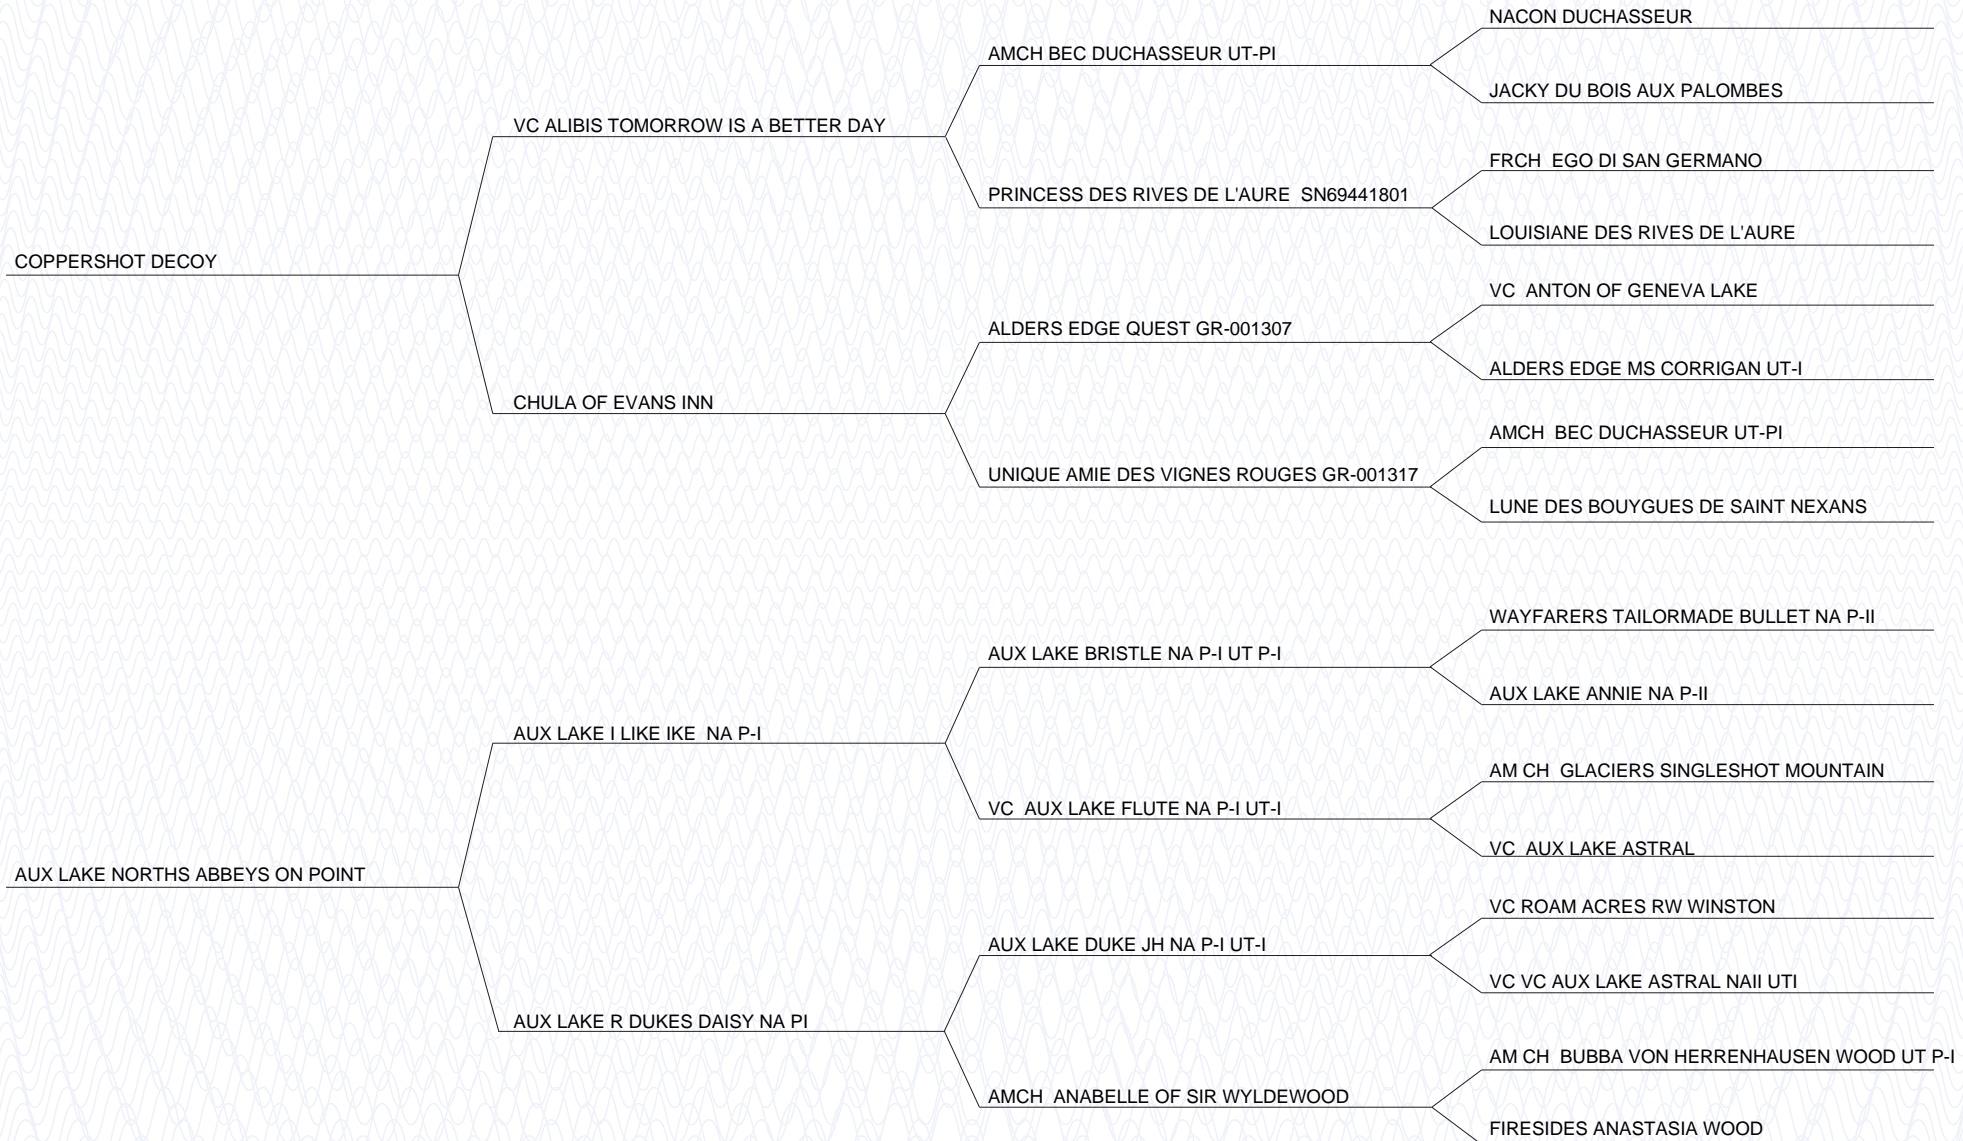 NACON DUCHASSEUR
AMCH BEC DUCHASSEUR UT-PI
JACKY DU BOIS AUX PALOMBES
VC ALIBIS TOMORROW IS A BETTER DAY
FRCH  EGO DI SAN GERMANO
PRINCESS DES RIVES DE L'AURE  SN69441801
LOUISIANE DES RIVES DE L'AURE
COPPERSHOT DECOY
VC  ANTON OF GENEVA LAKE
ALDERS EDGE QUEST GR-001307
ALDERS EDGE MS CORRIGAN UT-I
CHULA OF EVANS INN
AMCH  BEC DUCHASSEUR UT-PI
UNIQUE AMIE DES VIGNES ROUGES GR-001317
LUNE DES BOUYGUES DE SAINT NEXANS
WAYFARERS TAILORMADE BULLET NA P-II
AUX LAKE BRISTLE NA P-I UT P-I
AUX LAKE ANNIE NA P-II
AUX LAKE I LIKE IKE  NA P-I
AM CH  GLACIERS SINGLESHOT MOUNTAIN
VC  AUX LAKE FLUTE NA P-I UT-I
VC  AUX LAKE ASTRAL
AUX LAKE NORTHS ABBEYS ON POINT
VC ROAM ACRES RW WINSTON
AUX LAKE DUKE JH NA P-I UT-I
VC VC AUX LAKE ASTRAL NAII UTI
AUX LAKE R DUKES DAISY NA PI
AM CH  BUBBA VON HERRENHAUSEN WOOD UT P-I
AMCH  ANABELLE OF SIR WYLDEWOOD
FIRESIDES ANASTASIA WOOD